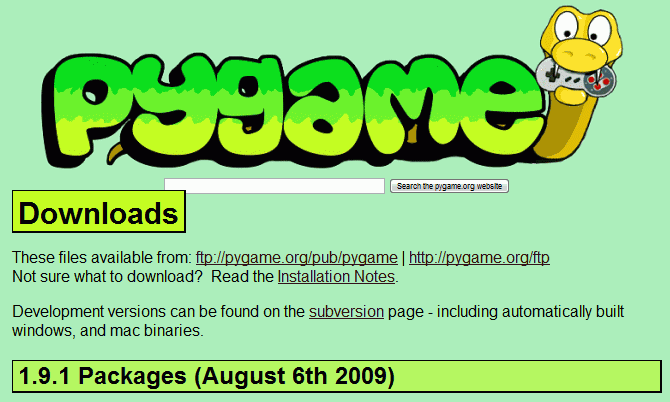 pygame
Search the pygame.org website
Downloads
These files available from: ftp://pygame.org/pub/pygame | http://pygame.org/ftp
Not sure what to download? Read the Installation Notes.
Development versions can be found on the subversion page - including automatically built
windows, and mac binaries.
1.9.1 Packages (August 6th 2009)